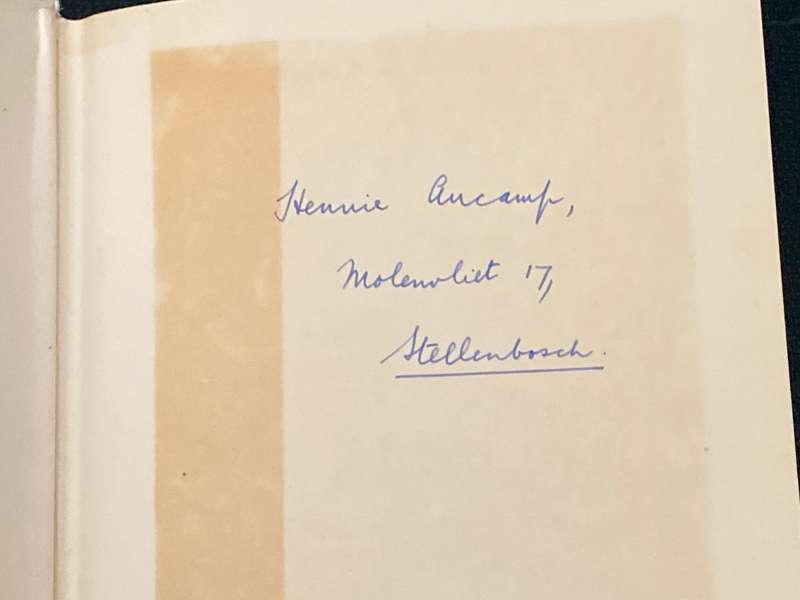 Hennie Aucamp,
Molenvliet 17,
Stellenbosch.